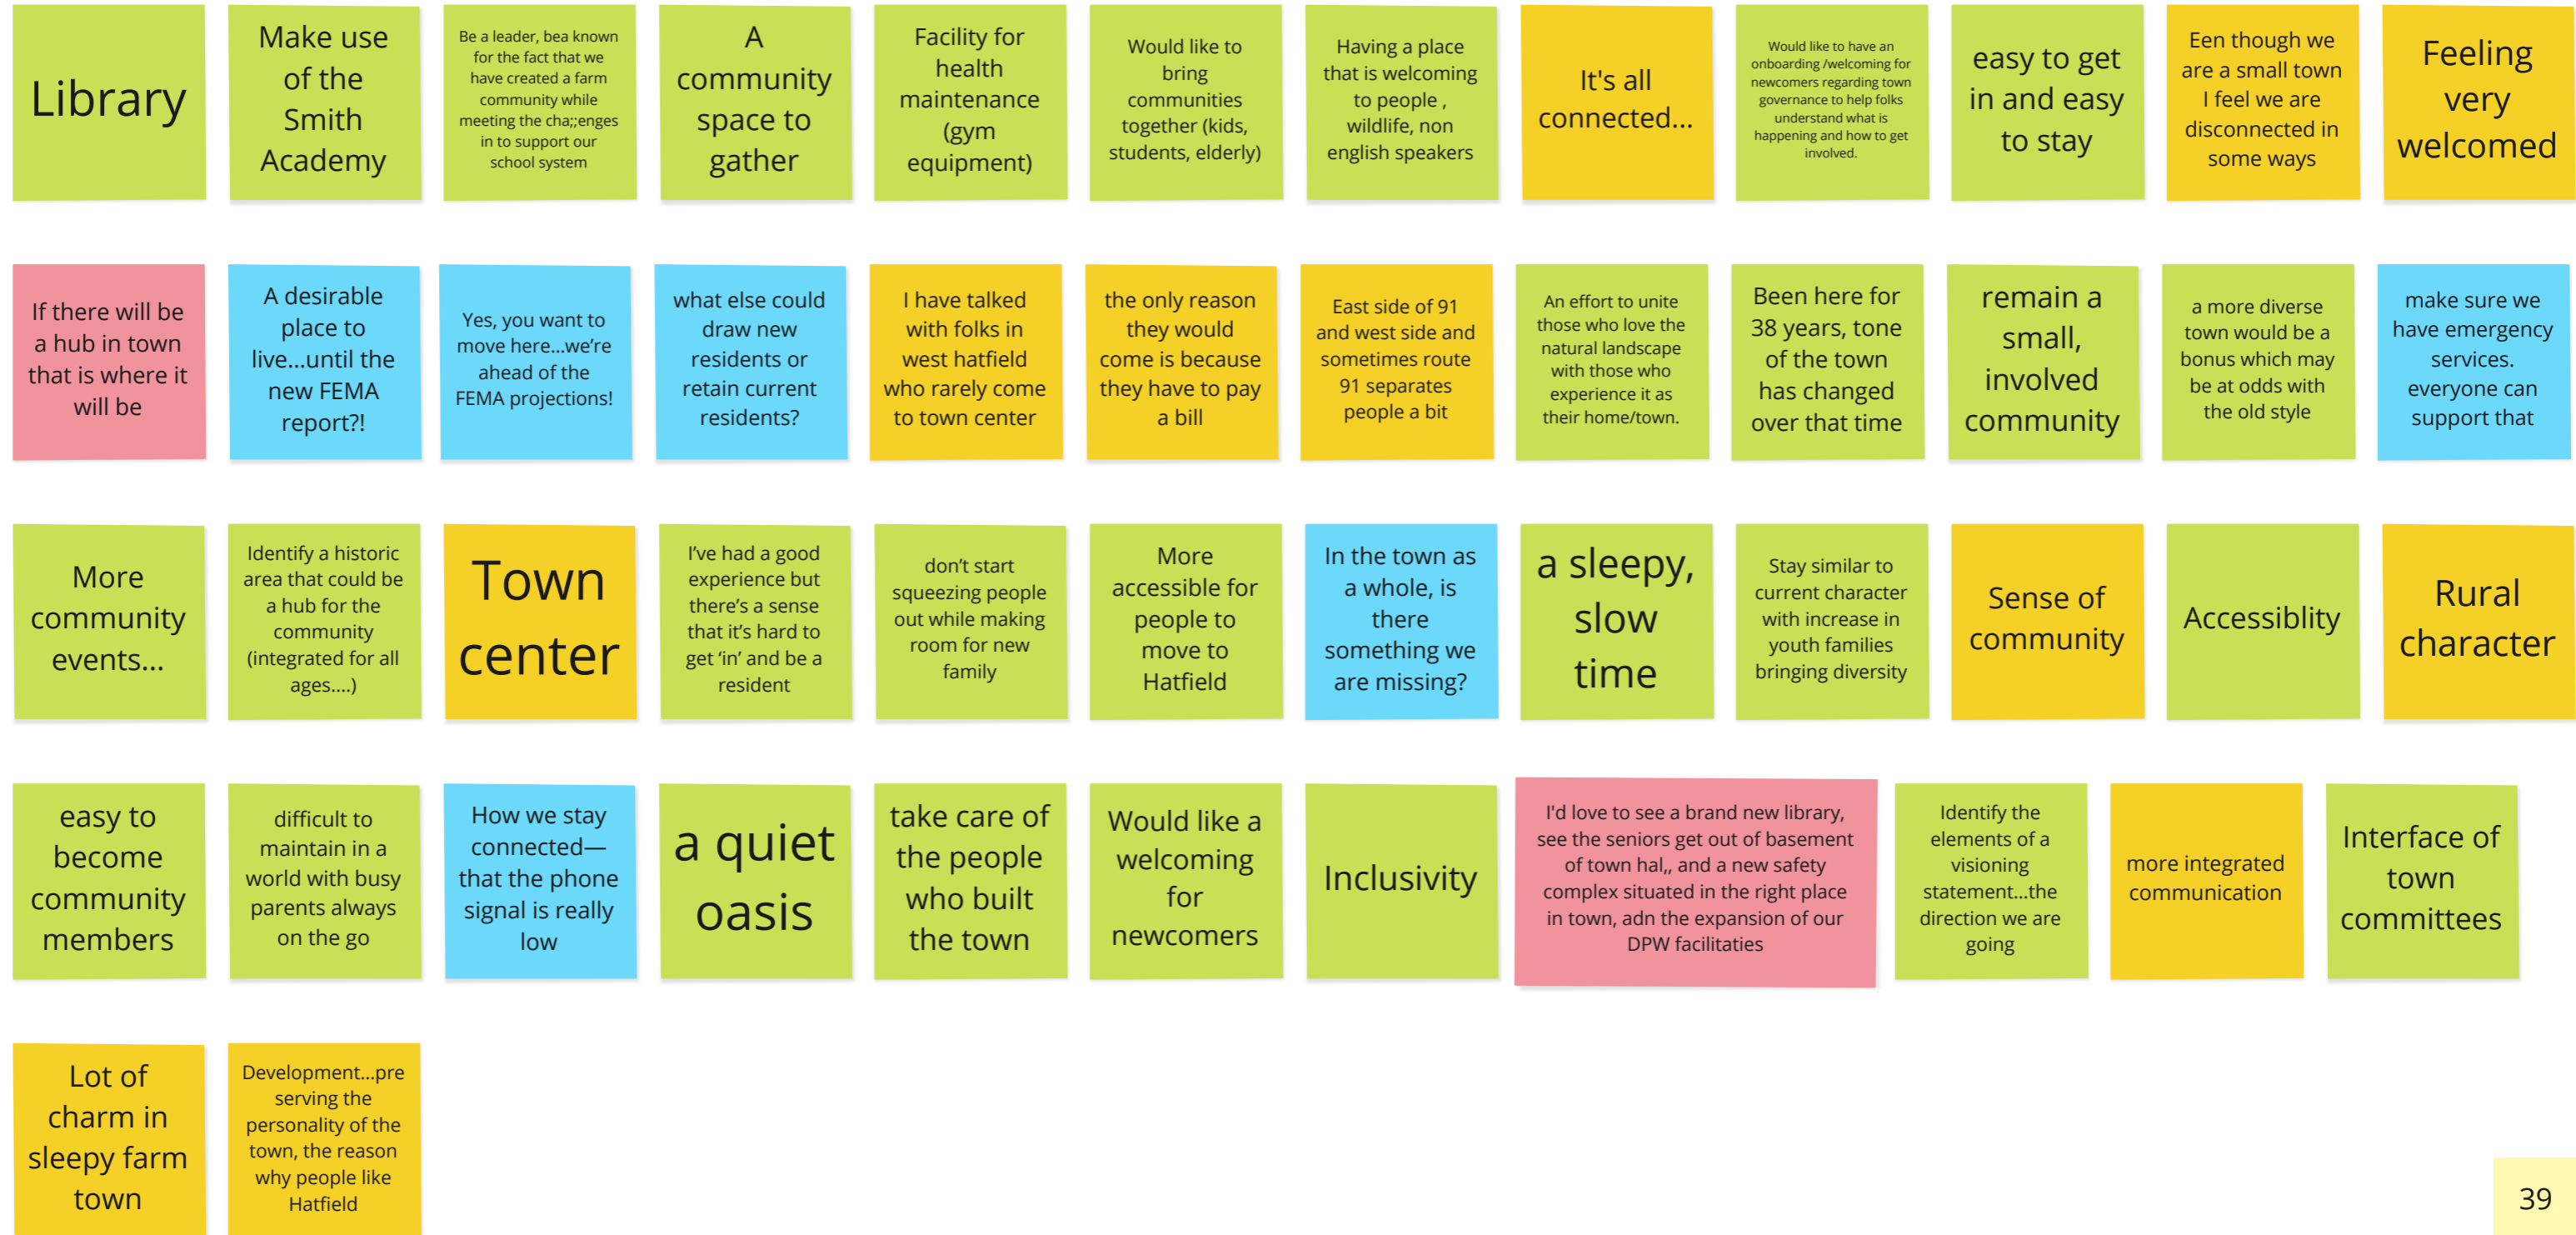 Library
Make use
of the
Smith
Academy
Be a leader, bea known
for the fact that we
have created a farm
community while
meeting the cha;;enges
in to support our
school system
A
community
space to
gather
Facility for
health
maintenance
(gym
equipment)
Would like to
bring
communities
together (kids,
students, elderly)
Having a place
that is welcoming
to people ,
wildlife, non
english speakers
It's all
connected...
Would like to have an
onboarding /welcoming for
newcomers regarding town
governance to help folks
understand what is
happening and how to get
involved.
easy to get
in and easy
to stay
Een though we
are a small town
I feel we are
disconnected in
some ways
Feeling
very
welcomed
If there will be
a hub in town
that is where it
will be
A desirable
place to
live...until the
new FEMA
report?!
Yes, you want to
move here...we’re
ahead of the
FEMA projections!
what else could
draw new
residents or
retain current
residents?
I have talked
with folks in
west hatfield
who rarely come
to town center
the only reason
they would
come is because
they have to pay
a bill
East side of 91
and west side and
sometimes route
91 separates
people a bit
An effort to unite
those who love the
natural landscape
with those who
experience it as
their home/town.
Been here for
38 years, tone
of the town
has changed
over that time
remain a
small,
involved
community
a more diverse
town would be a
bonus which may
be at odds with
the old style
make sure we
have emergency
services.
everyone can
support that
More
community
events...
Identify a historic
area that could be
a hub for the
community
(integrated for all
ages....)
Town
center
I’ve had a good
experience but
there’s a sense
that it’s hard to
get ‘in’ and be a
resident
don’t start
squeezing people
out while making
room for new
family
More
accessible for
people to
move to
Hatfield
In the town as
a whole, is
there
something we
are missing?
a sleepy,
slow
time
Stay similar to
current character
with increase in
youth families
bringing diversity
Sense of
community
Accessiblity
Rural
character
easy to
become
community
members
difficult to
maintain in a
world with busy
parents always
on the go
How we stay
connected—
that the phone
signal is really
low
a quiet
oasis
take care of
the people
who built
the town
Would like a
welcoming
for
newcomers
Inclusivity
I'd love to see a brand new library,
see the seniors get out of basement
of town hal,, and a new safety
complex situated in the right place
in town, adn the expansion of our
DPW facilitaties
Identify the
elements of a
visioning
statement...the
direction we are
going
more integrated
communication
Interface of
town
committees
Lot of
charm in
sleepy farm
town
Development...pre
serving the
personality of the
town, the reason
why people like
Hatfield
39